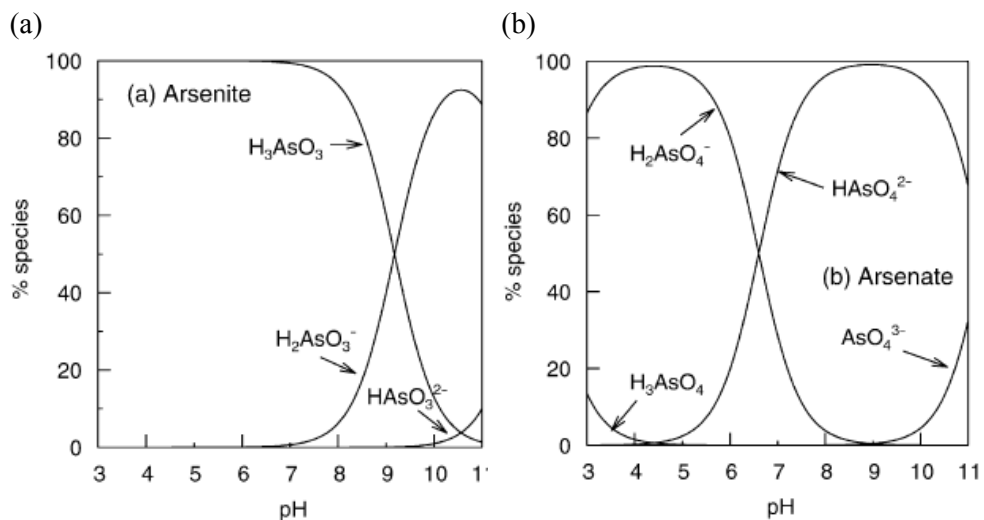 (a)
(b)
100
80
60
40
20
0
% species
(a) Arsenite
H₃AsO₃
H₂AsO₃⁻
HAsO₃²⁻
3 4 5 6 7 8 9 10 1
pH
100
80
60
40
20
0
% species
H₂AsO₄⁻
HAsO₄²⁻
(b) Arsenate
AsO₄³⁻
H₃AsO₄
3 4 5 6 7 8 9 10 11
pH